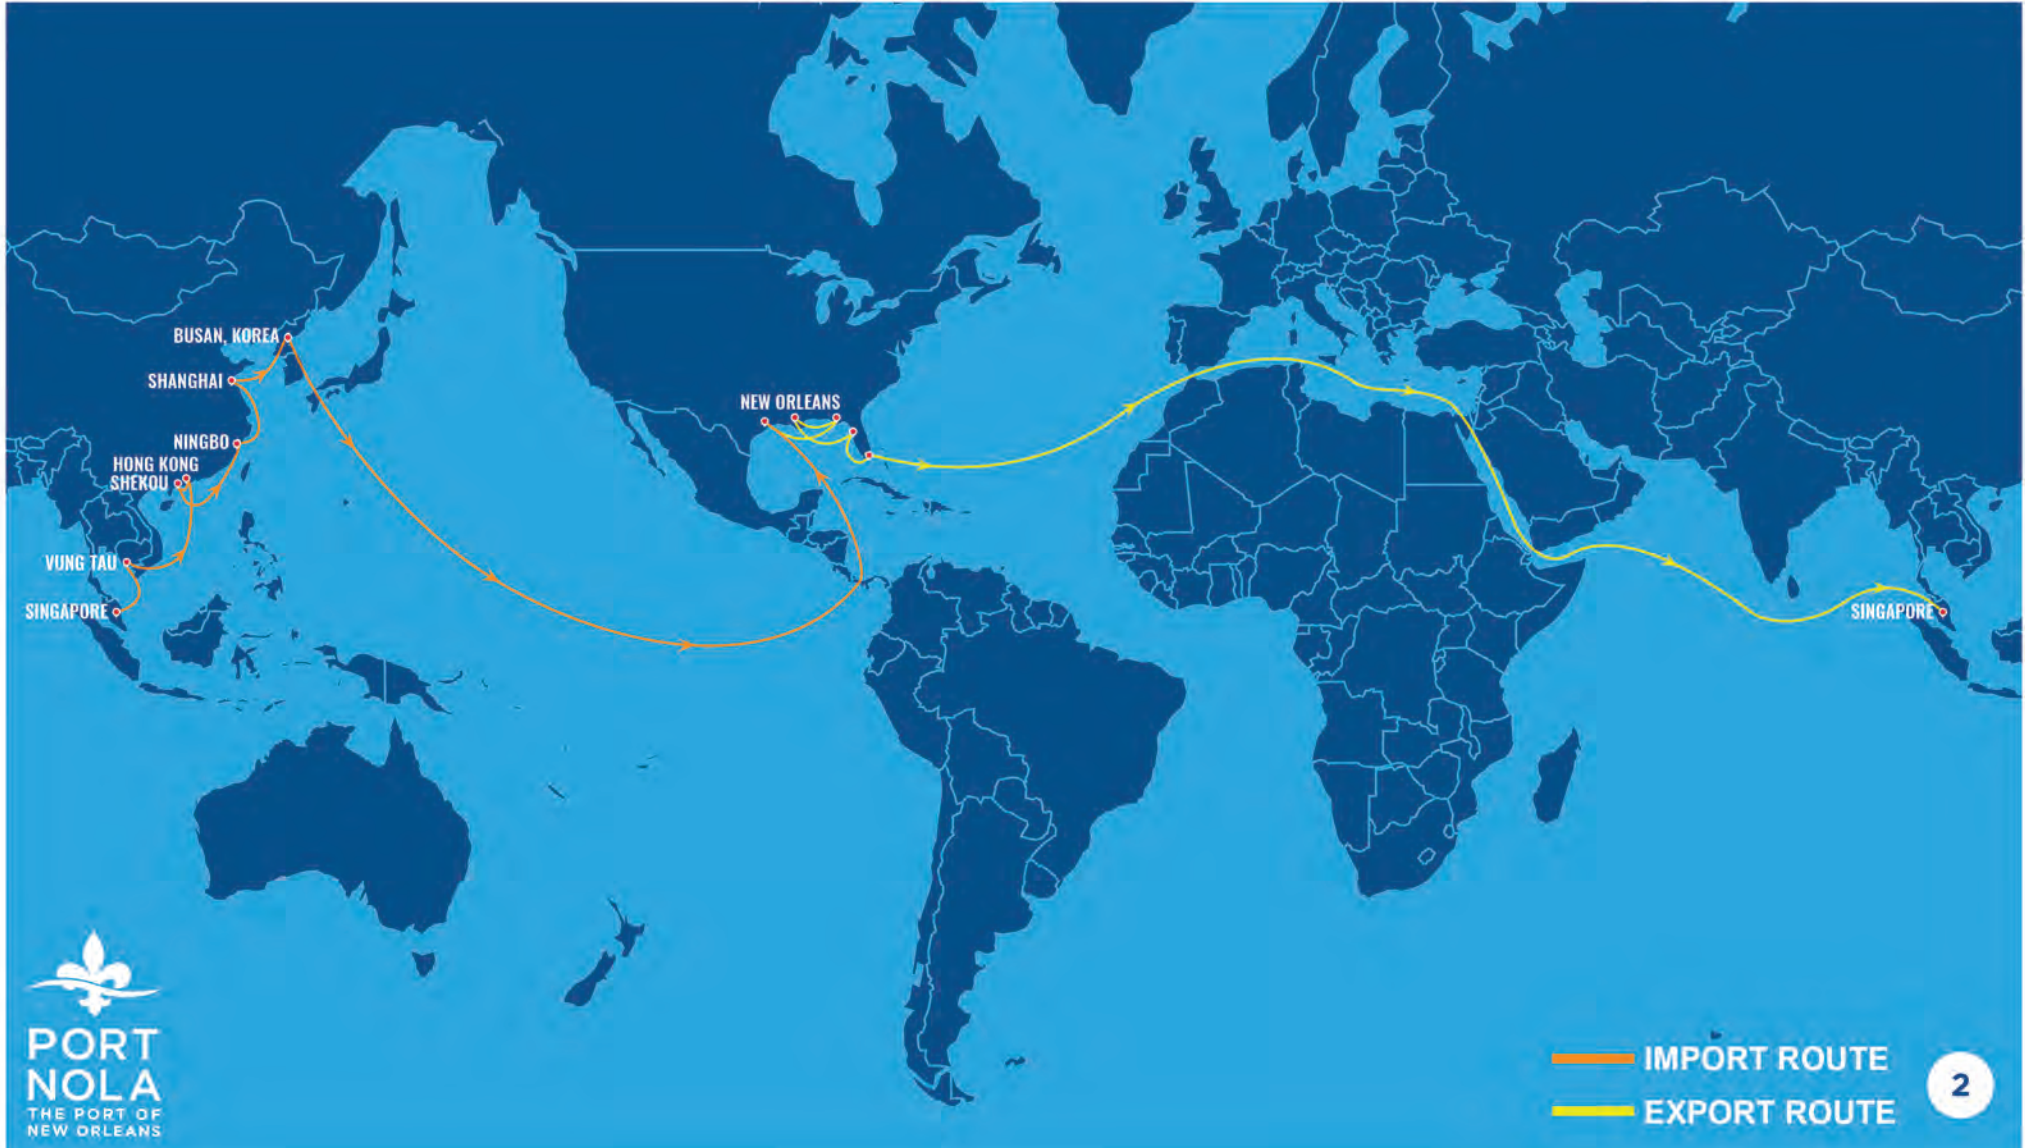 BUSAN, KOREA
SHANGHAI
NEW ORLEANS
NINGBO
HONG KONG
SHEKOU
VUNG TAU
SINGAPORE
SINGAPORE
PORT
NOLA
THE PORT OF
NEW ORLEANS
IMPORT ROUTE
EXPORT ROUTE
2